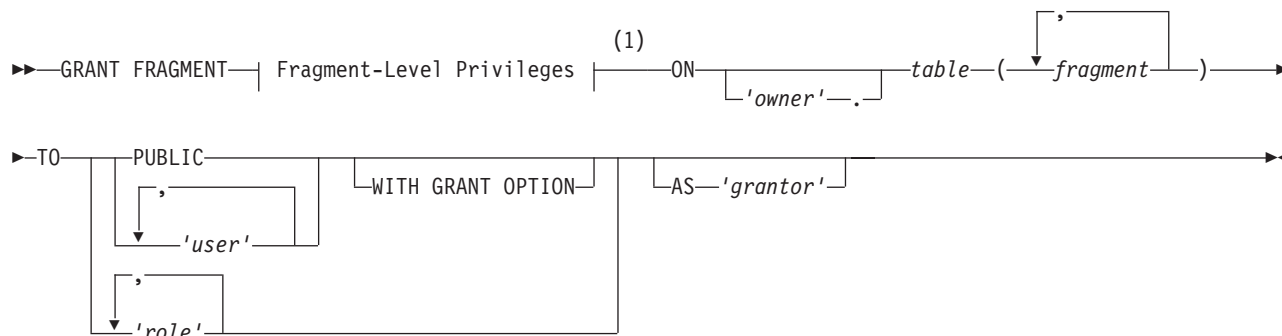 ,
(1)
GRANT FRAGMENT Fragment-Level Privileges ON table ( fragment )
'owner' .
TO PUBLIC
WITH GRANT OPTION AS 'grantor'
,
'user'
,
'role'